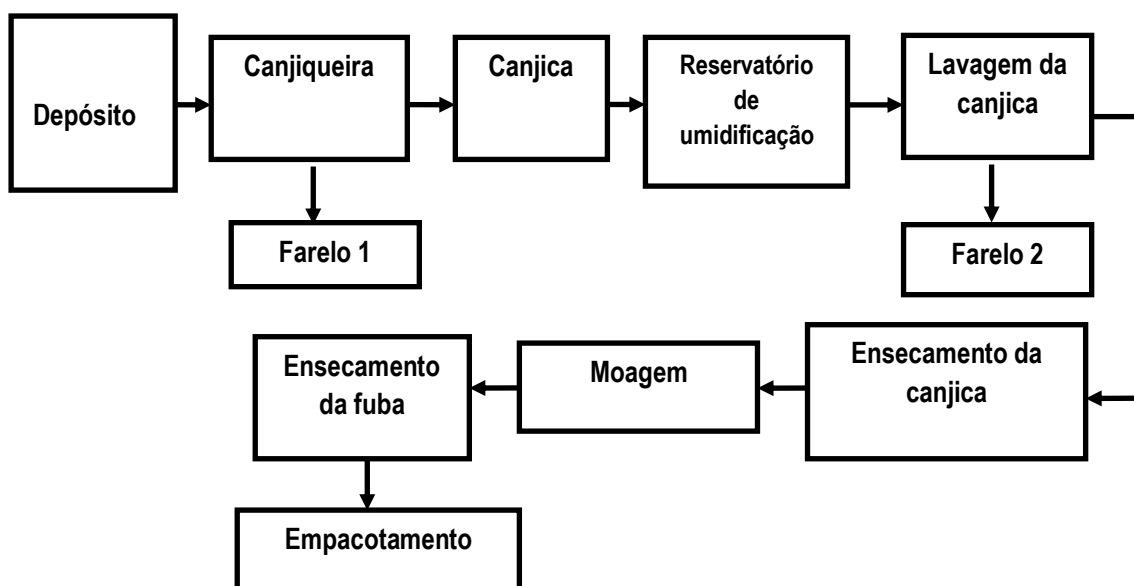 Depósito
Canjiqueira
Canjica
Reservatório
de
umidificação
Lavagem da
canjica
Farelo 1
Farelo 2
Ensecamento da
canjica
Moagem
Ensecamento
da fuba
Empacotamento